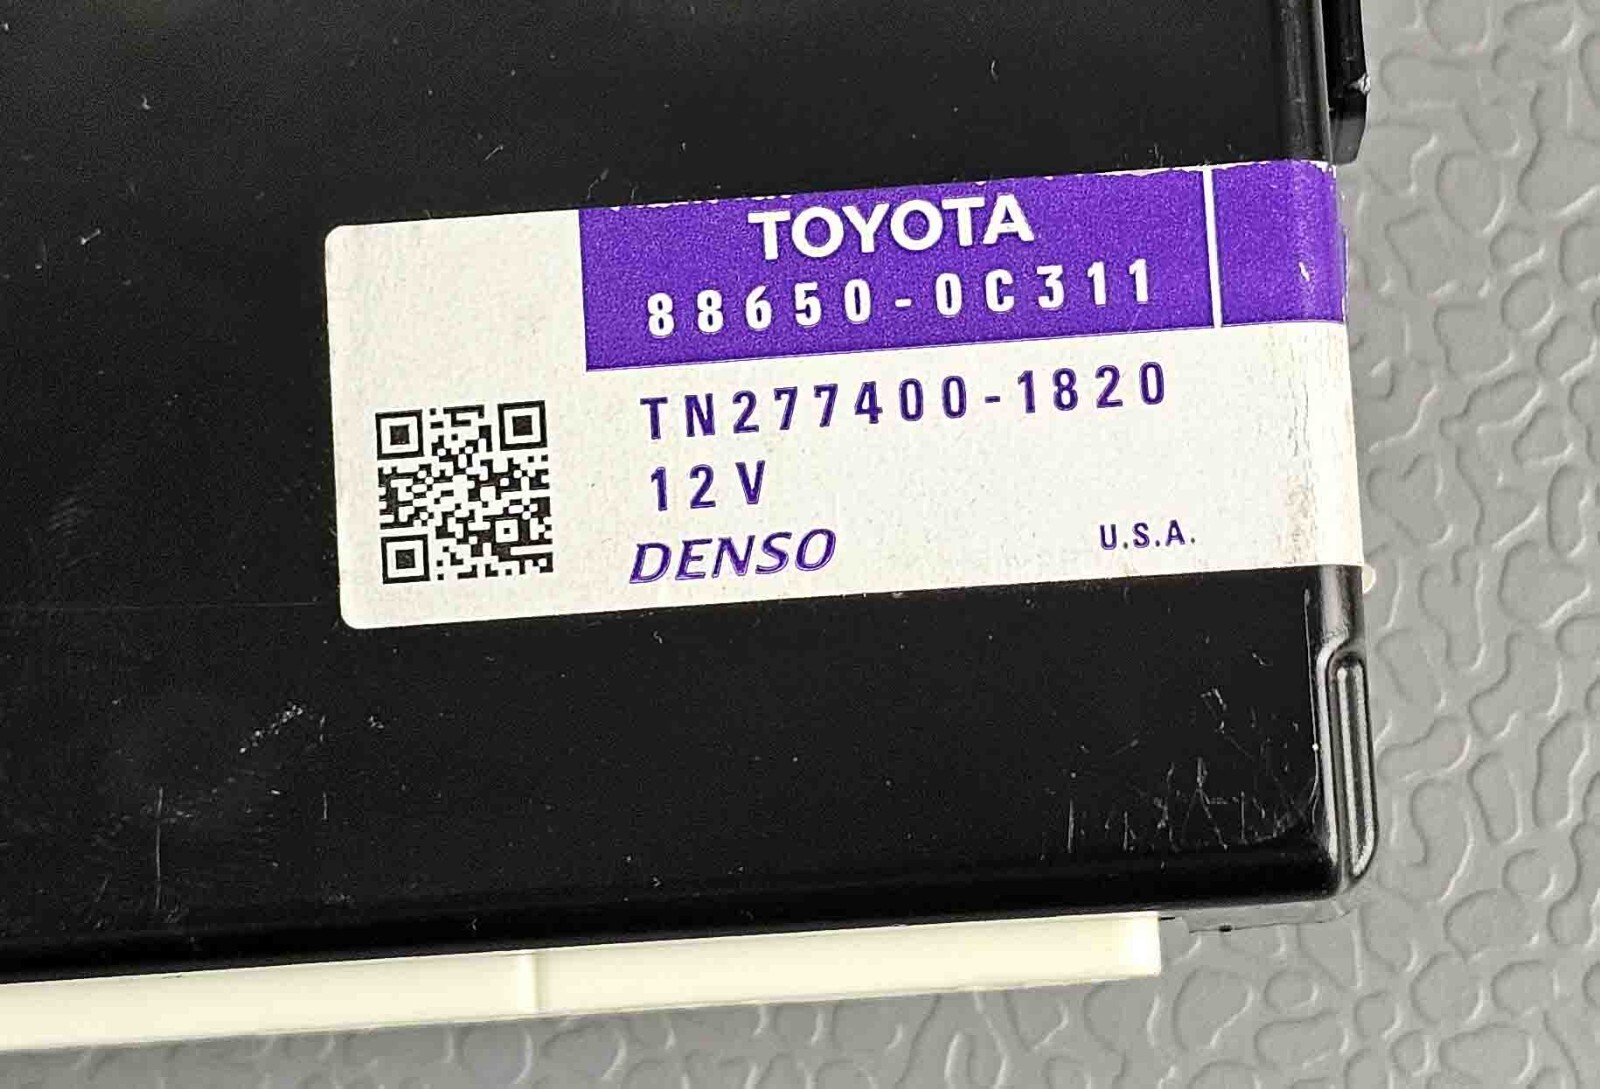 TOYOTA
88650-0C311
TN277400-1820
12V
DENSO
U.S.A.